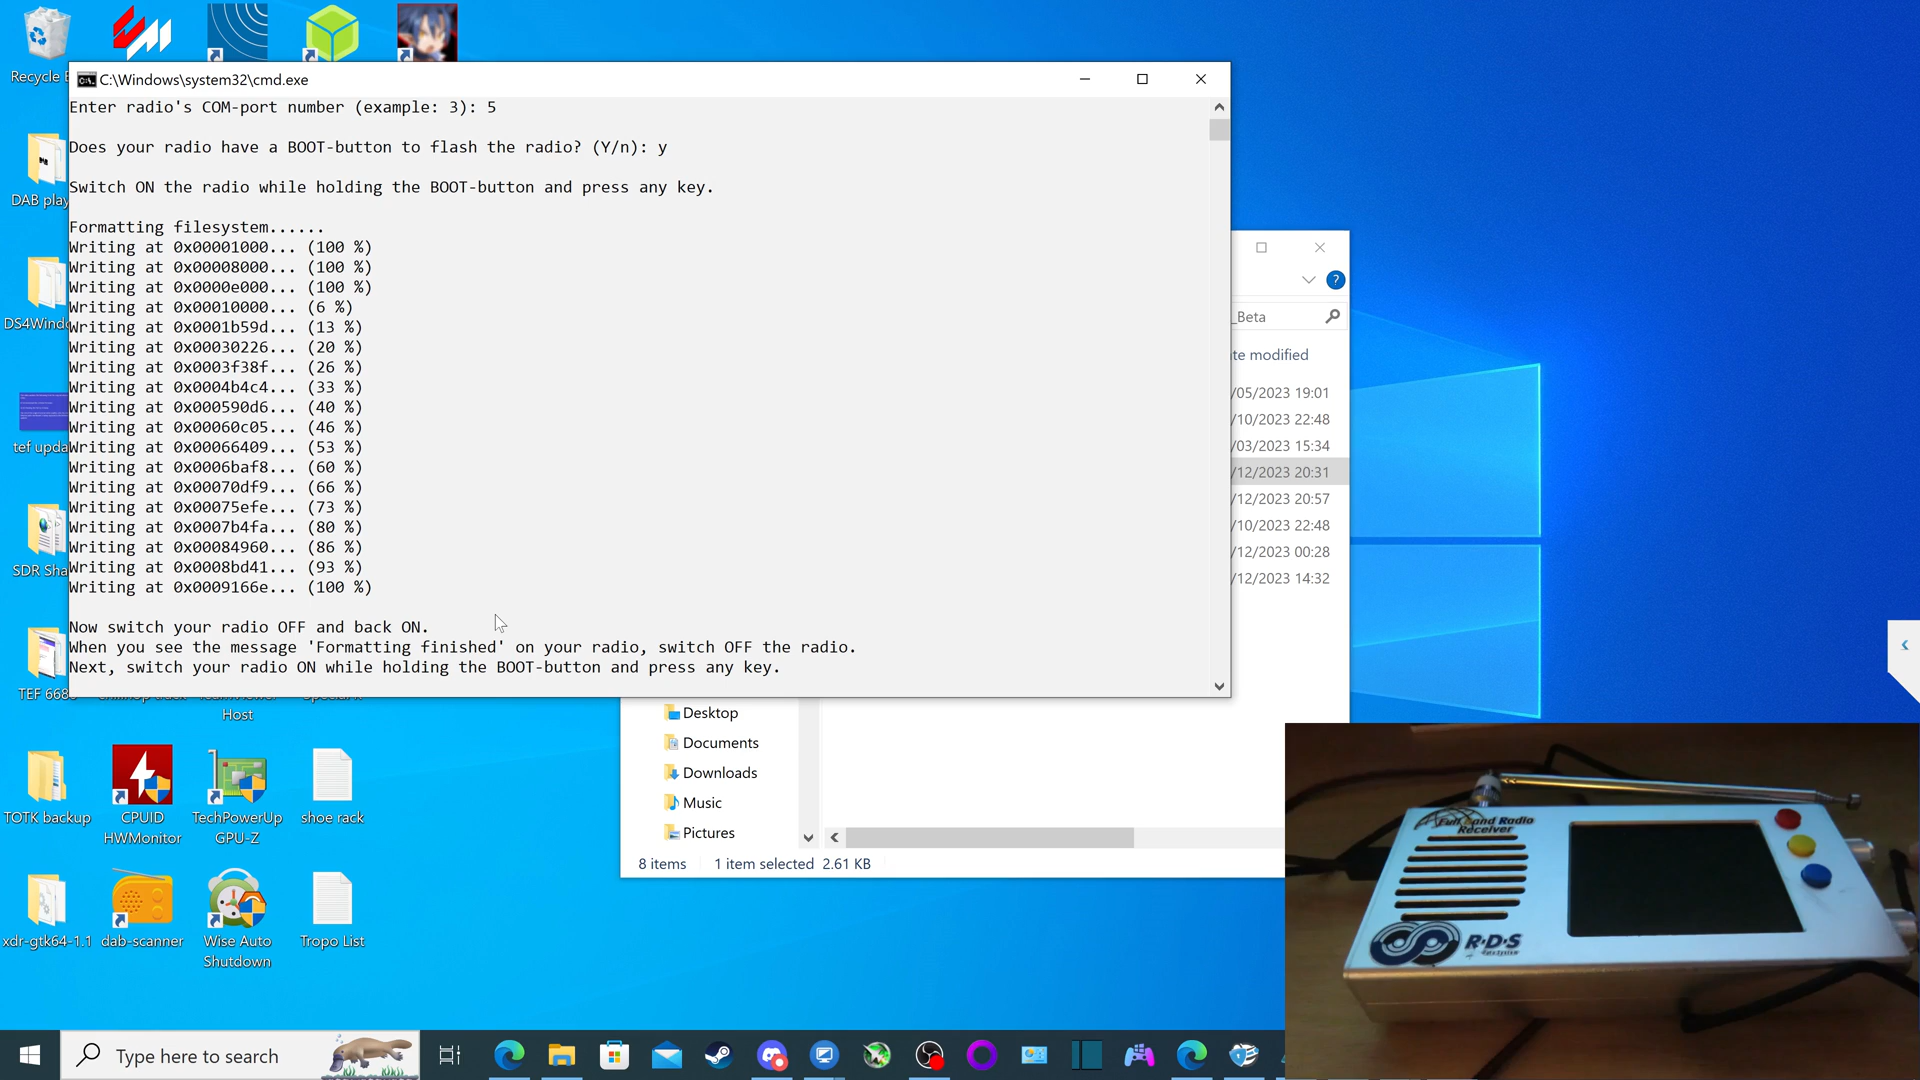 Recycle
C:\Windows\system32\cmd.exe
Enter radio's COM-port number (example: 3): 5
Does your radio have a BOOT-button to flash the radio? (Y/n): y
Switch ON the radio while holding the BOOT-button and press any key.
Formatting filesystem......
Writing at 0x00001000... (100 %)
Writing at 0x00008000... (100 %)
Writing at 0x0000e000... (100 %)
Writing at 0x00010000... (6 %)
Writing at 0x0001b59d... (13 %)
Writing at 0x00030226... (20 %)
Writing at 0x0003f38f... (26 %)
Writing at 0x0004b4c4... (33 %)
Writing at 0x000590d6... (40 %)
Writing at 0x00060c05... (46 %)
Writing at 0x00066409... (53 %)
Writing at 0x0006baf8... (60 %)
Writing at 0x00070df9... (66 %)
Writing at 0x00075efe... (73 %)
Writing at 0x0007b4fa... (80 %)
Writing at 0x00084960... (86 %)
Writing at 0x0008bd41... (93 %)
Writing at 0x0009166e... (100 %)
Now switch your radio OFF and back ON.
When you see the message 'Formatting finished' on your radio, switch OFF the radio.
Next, switch your radio ON while holding the BOOT-button and press any key.
DAB play
DS4Windo
tef upda
SDR Sha
TEF 668
Host
_Beta
te modified
/05/2023 19:01
/10/2023 22:48
/03/2023 15:34
/12/2023 20:31
/12/2023 20:57
/10/2023 22:48
/12/2023 00:28
/12/2023 14:32
Desktop
Documents
Downloads
Music
Pictures
8 items 1 item selected 2.61 KB
TOTK backup
CPUID
HWMonitor
TechPowerUp
GPU-Z
shoe rack
xdr-gtk64-1.1
dab-scanner
Wise Auto
Shutdown
Tropo List
Full Band Radio
Receiver
R·D·S
Type here to search